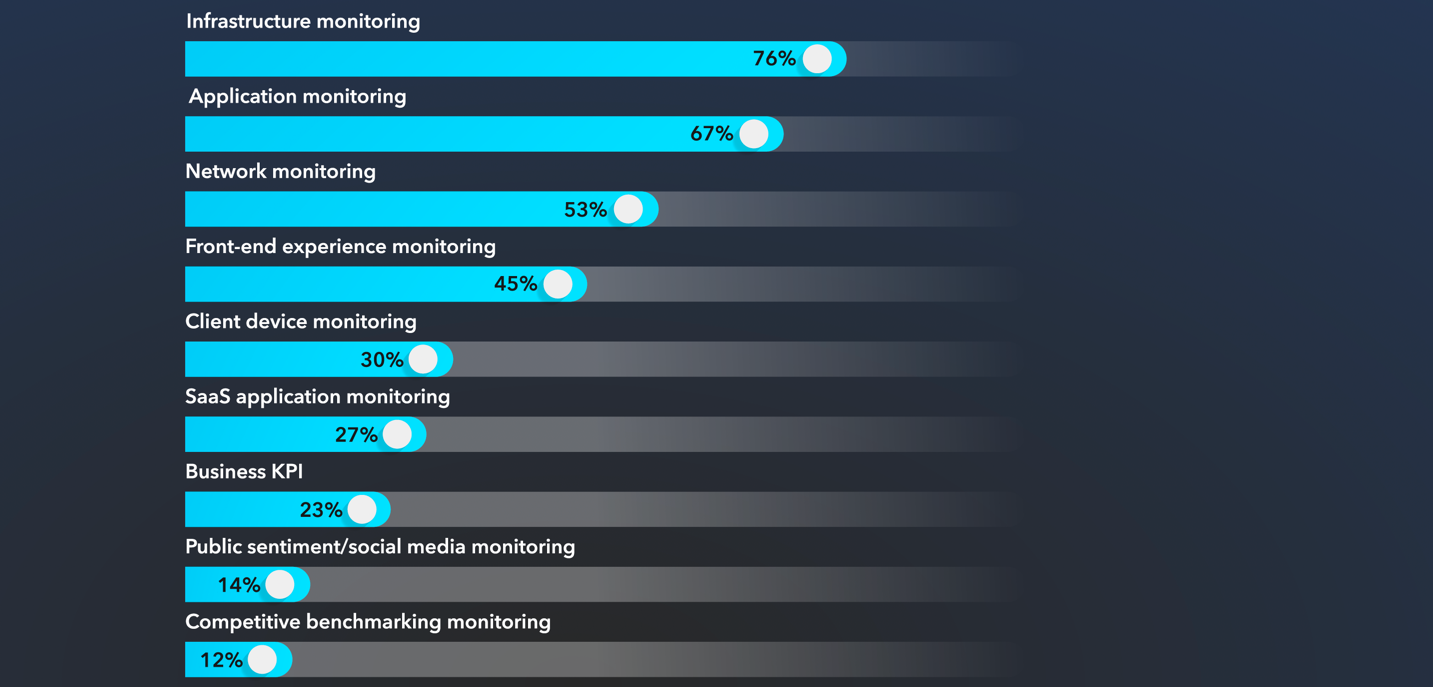 Infrastructure monitoring
76%
Application monitoring
67%
Network monitoring
53%
Front-end experience monitoring
45%
Client device monitoring
30%
SaaS application monitoring
27%
Business KPI
23%
Public sentiment/social media monitoring
14%
Competitive benchmarking monitoring
12%